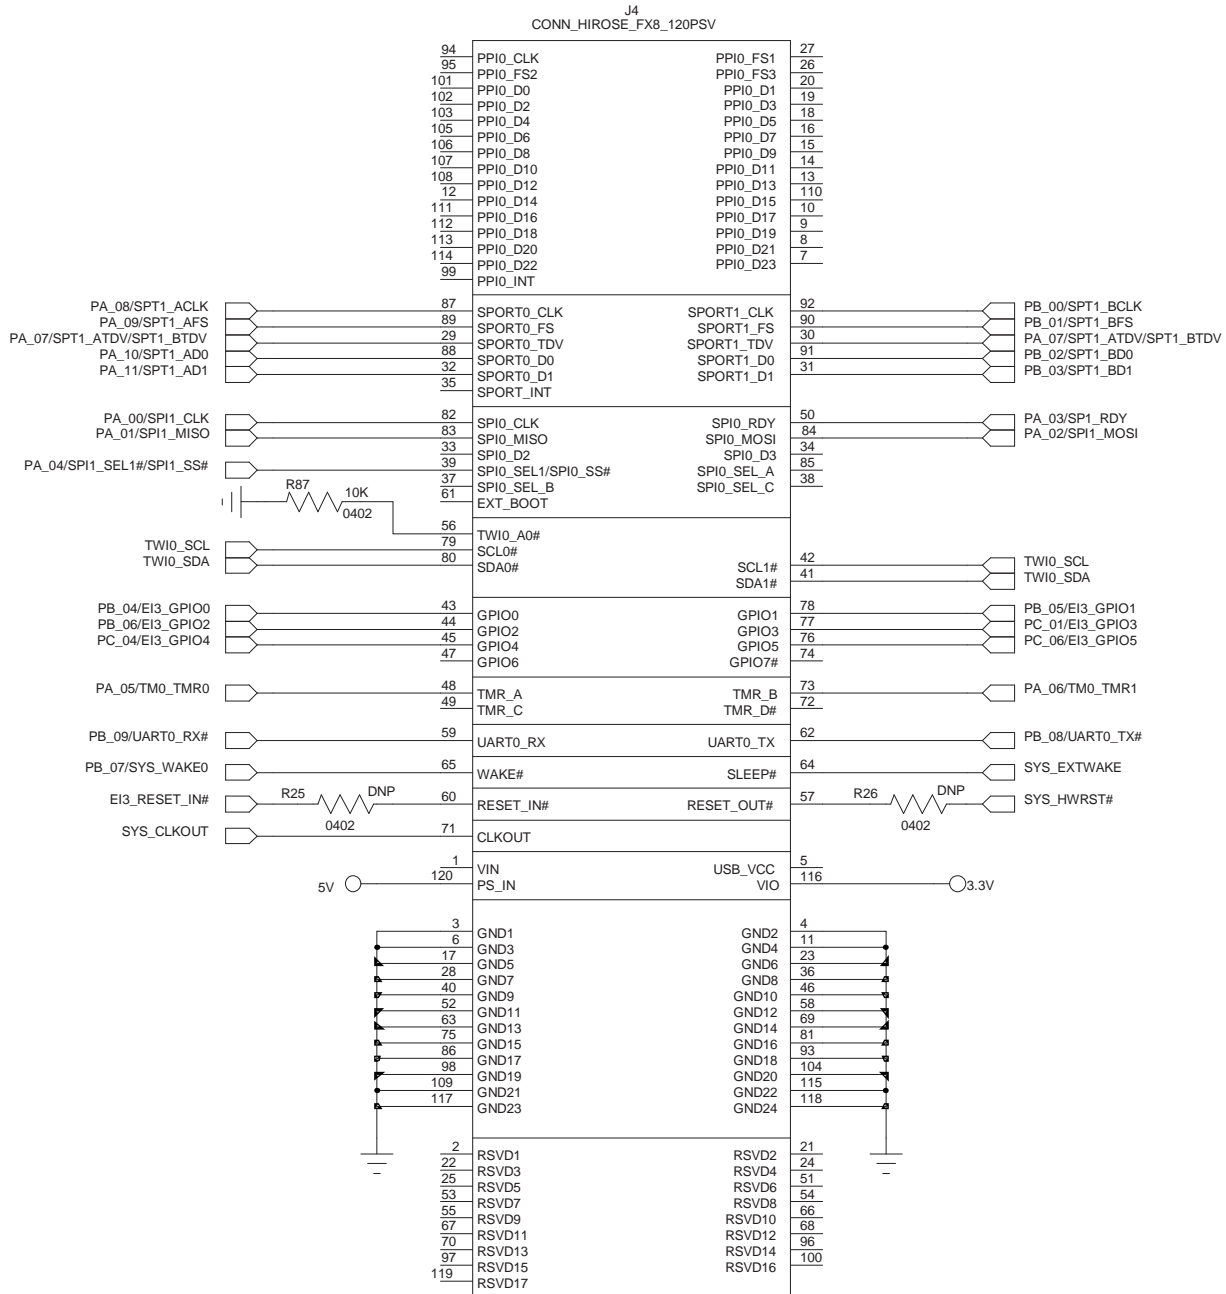 J4
CONN_HIROSE_FX8_120PSV
94 PPI0_CLK PPI0_FS1 27
95 PPI0_FS2 PPI0_FS3 26
101 PPI0_D0 PPI0_D1 20
102 PPI0_D2 PPI0_D3 19
103 PPI0_D4 PPI0_D5 18
105 PPI0_D6 PPI0_D7 16
106 PPI0_D8 PPI0_D9 15
107 PPI0_D10 PPI0_D11 14
108 PPI0_D12 PPI0_D13 13
12 PPI0_D14 PPI0_D15 110
111 PPI0_D16 PPI0_D17 10
112 PPI0_D18 PPI0_D19 9
113 PPI0_D20 PPI0_D21 8
114 PPI0_D22 PPI0_D23 7
99 PPI0_INT
PA_08/SPT1_ACLK 87 SPORT0_CLK SPORT1_CLK 92 PB_00/SPT1_BCLK
PA_09/SPT1_AFS 89 SPORT0_FS SPORT1_FS 90 PB_01/SPT1_BFS
PA_07/SPT1_ATDV/SPT1_BTDV 29 SPORT0_TDV SPORT1_TDV 30 PA_07/SPT1_ATDV/SPT1_BTDV
PA_10/SPT1_AD0 88 SPORT0_D0 SPORT1_D0 91 PB_02/SPT1_BD0
PA_11/SPT1_AD1 32 SPORT0_D1 SPORT1_D1 31 PB_03/SPT1_BD1
35 SPORT_INT
PA_00/SPI1_CLK 82 SPI0_CLK SPI0_RDY 50 PA_03/SP1_RDY
PA_01/SPI1_MISO 83 SPI0_MISO SPI0_MOSI 84 PA_02/SPI1_MOSI
33 SPI0_D2 SPI0_D3 34
PA_04/SPI1_SEL1#/SPI1_SS# 39 SPI0_SEL1/SPI0_SS# SPI0_SEL_A 85
37 SPI0_SEL_B SPI0_SEL_C 38
R87 10K 0402 61 EXT_BOOT
56 TWI0_A0#
TWI0_SCL 79 SCL0#
TWI0_SDA 80 SDA0# SCL1# 42 TWI0_SCL
SDA1# 41 TWI0_SDA
PB_04/EI3_GPIO0 43 GPIO0 GPIO1 78 PB_05/EI3_GPIO1
PB_06/EI3_GPIO2 44 GPIO2 GPIO3 77 PC_01/EI3_GPIO3
PC_04/EI3_GPIO4 45 GPIO4 GPIO5 76 PC_06/EI3_GPIO5
47 GPIO6 GPIO7# 74
PA_05/TM0_TMR0 48 TMR_A TMR_B 73 PA_06/TM0_TMR1
49 TMR_C TMR_D# 72
PB_09/UART0_RX# 59 UART0_RX UART0_TX 62 PB_08/UART0_TX#
PB_07/SYS_WAKE0 65 WAKE# SLEEP# 64 SYS_EXTWAKE
EI3_RESET_IN# R25 DNP 0402 60 RESET_IN# RESET_OUT# 57 R26 DNP 0402 SYS_HWRST#
SYS_CLKOUT 71 CLKOUT
1 VIN USB_VCC 5
5V 120 PS_IN VIO 116 3.3V
3 GND1 GND2 4
6 GND3 GND4 11
17 GND5 GND6 23
28 GND7 GND8 36
40 GND9 GND10 46
52 GND11 GND12 58
63 GND13 GND14 69
75 GND15 GND16 81
86 GND17 GND18 93
98 GND19 GND20 104
109 GND21 GND22 115
117 GND23 GND24 118
2 RSVD1 RSVD2 21
22 RSVD3 RSVD4 24
25 RSVD5 RSVD6 51
53 RSVD7 RSVD8 54
55 RSVD9 RSVD10 66
67 RSVD11 RSVD12 68
70 RSVD13 RSVD14 96
97 RSVD15 RSVD16 100
119 RSVD17